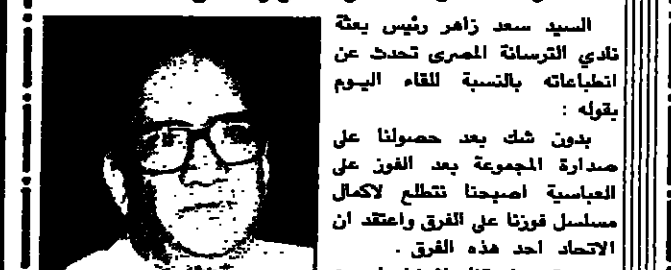 السيد سعد زاهر رئيس بعثة
نادي الترسانة المصرى تحدث عن
انطباعاته بالنسبة للقاء اليوم
بقوله :
بدون شك بعد حصولنا على
صدارة المجموعة بعد الفوز على
العباسية اصبحنا نتطلع لاكمال
مسلسل فوزنا على الفرق واعتقد ان
الاتحاد احد هذه الفرق .